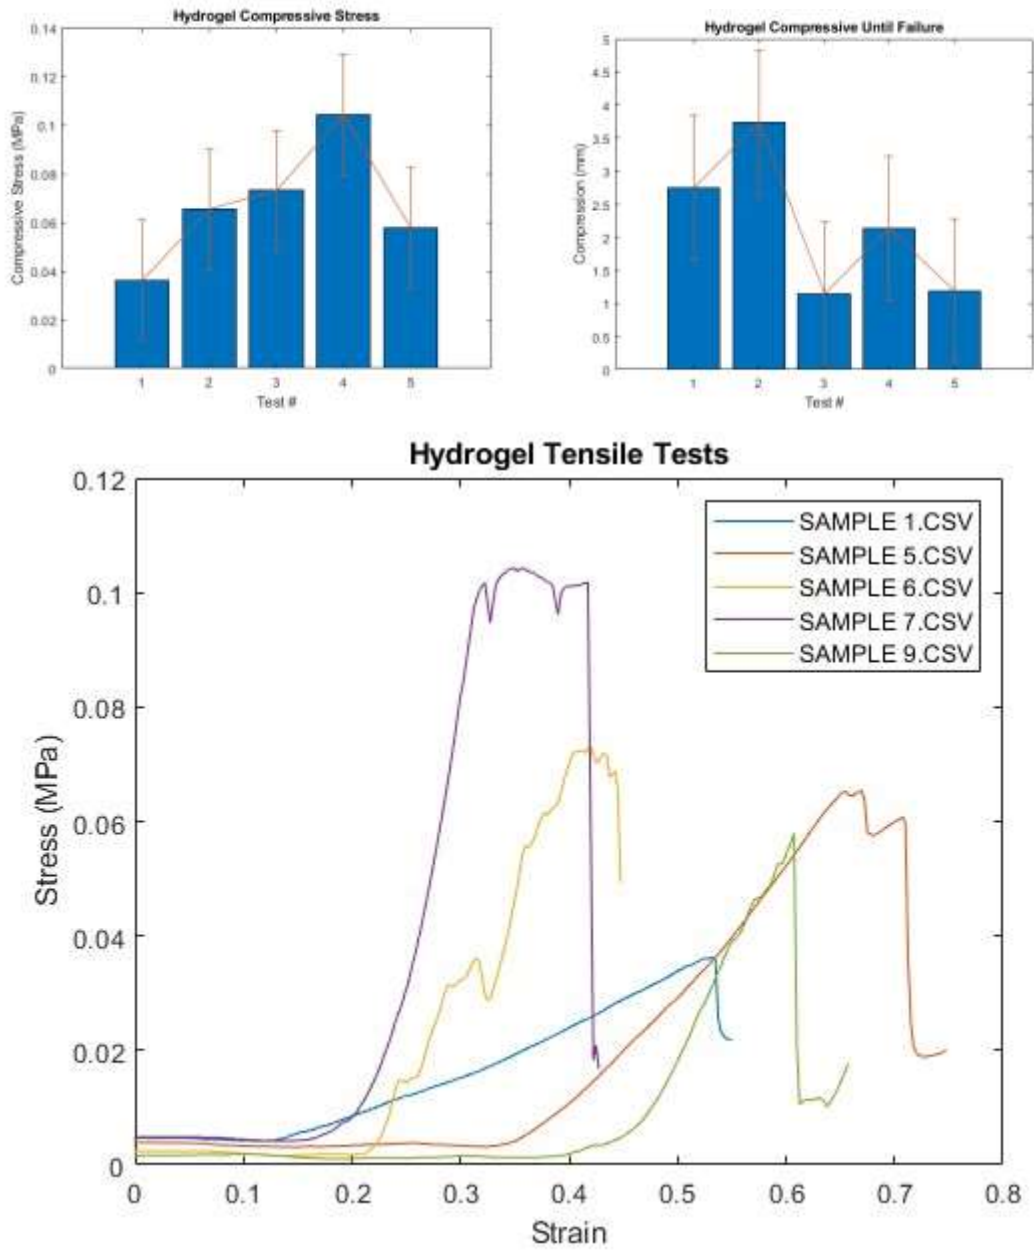 Hydrogel Compressive Stress
0.14
0.12
0.1
0.08
0.06
0.04
0.02
0
Compressive Stress (MPa)
1 2 3 4 5
Test #
Hydrogel Compressive Until Failure
5
4.5
4
3.5
3
2.5
2
1.5
1
0.5
0
Compression (mm)
1 2 3 4 5
Test #
Hydrogel Tensile Tests
0.12
0.1
0.08
0.06
0.04
0.02
0
Stress (MPa)
SAMPLE 1.CSV
SAMPLE 5.CSV
SAMPLE 6.CSV
SAMPLE 7.CSV
SAMPLE 9.CSV
0 0.1 0.2 0.3 0.4 0.5 0.6 0.7 0.8
Strain